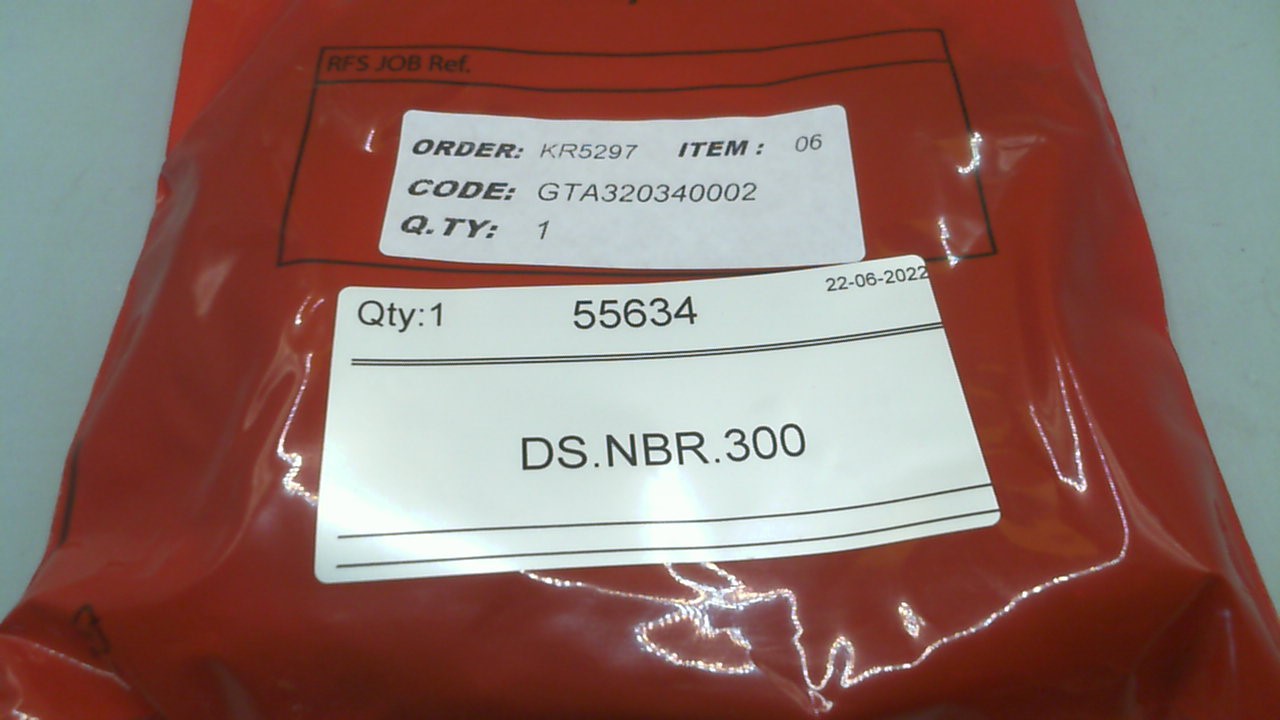 RFS JOB Ref.
ORDER: KR5297 ITEM : 06
CODE: GTA320340002
Q.TY: 1
22-06-2022
Qty:1 55634
DS.NBR.300